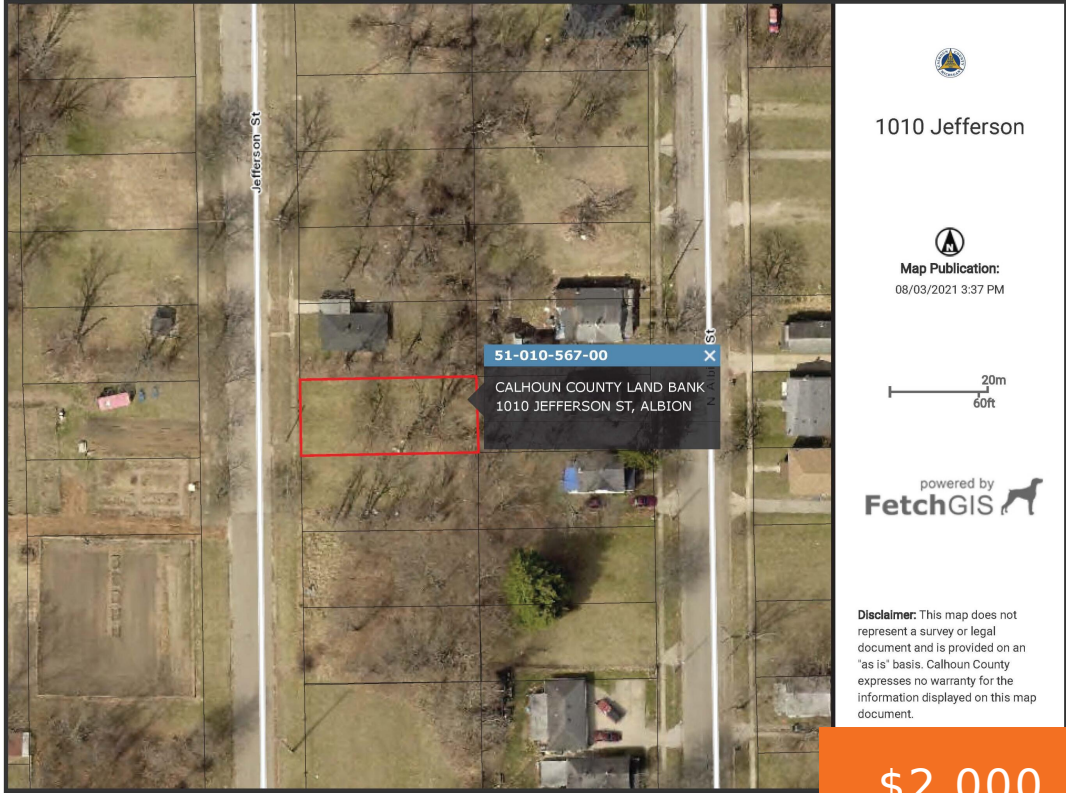 1010 Jefferson
N
Map Publication:
08/03/2021 3:37 PM
20m
60ft
powered by
FetchGIS
Disclaimer: This map does not
represent a survey or legal
document and is provided on an
"as is" basis. Calhoun County
expresses no warranty for the
information displayed on this map
document.
$2,000
Jefferson St
51-010-567-00
CALHOUN COUNTY LAND BANK
1010 JEFFERSON ST, ALBION
St